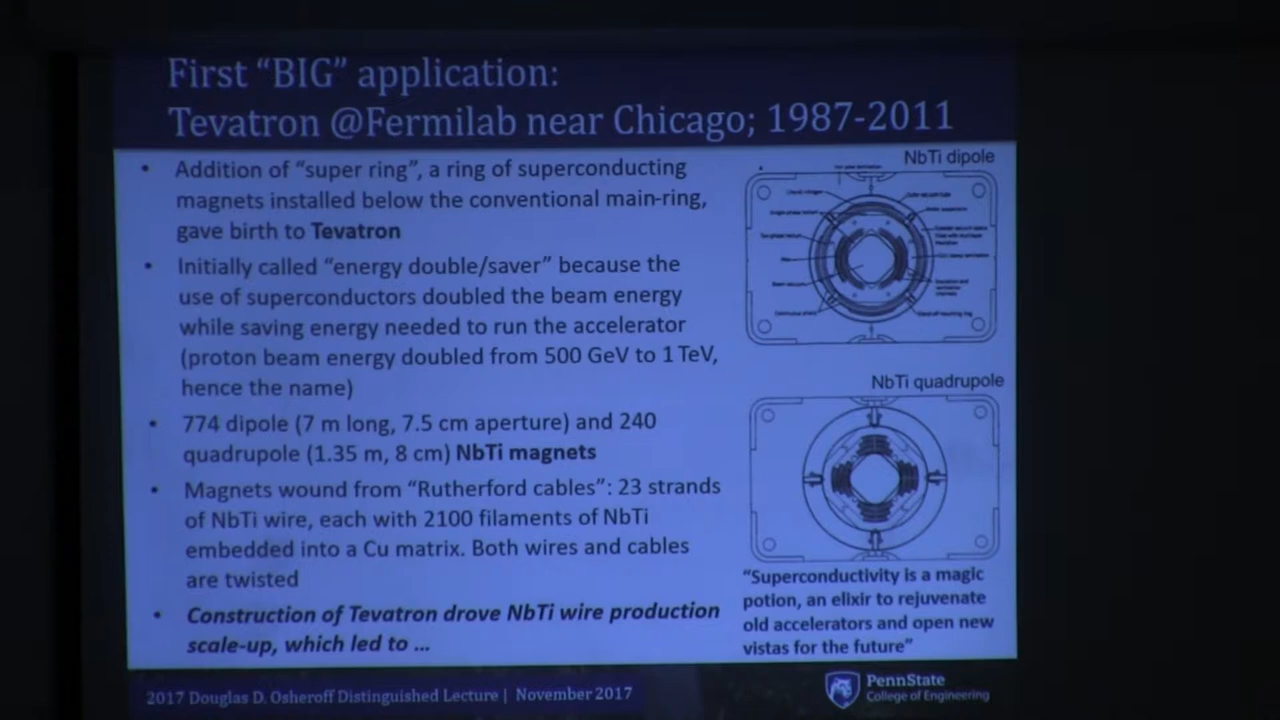 First “BIG” application:
Tevatron @Fermilab near Chicago; 1987-2011
• Addition of “super ring”, a ring of superconducting
magnets installed below the conventional main-ring,
gave birth to Tevatron
• Initially called “energy double/saver” because the
use of superconductors doubled the beam energy
while saving energy needed to run the accelerator
(proton beam energy doubled from 500 GeV to 1 TeV,
hence the name)
• 774 dipole (7 m long, 7.5 cm aperture) and 240
quadrupole (1.35 m, 8 cm) NbTi magnets
• Magnets wound from “Rutherford cables”: 23 strands
of NbTi wire, each with 2100 filaments of NbTi
embedded into a Cu matrix. Both wires and cables
are twisted
• Construction of Tevatron drove NbTi wire production
scale-up, which led to ...
NbTi dipole
NbTi quadrupole
“Superconductivity is a magic
potion, an elixir to rejuvenate
old accelerators and open new
vistas for the future”
2017 Douglas D. Osheroff Distinguished Lecture | November 2017
PennState
College of Engineering